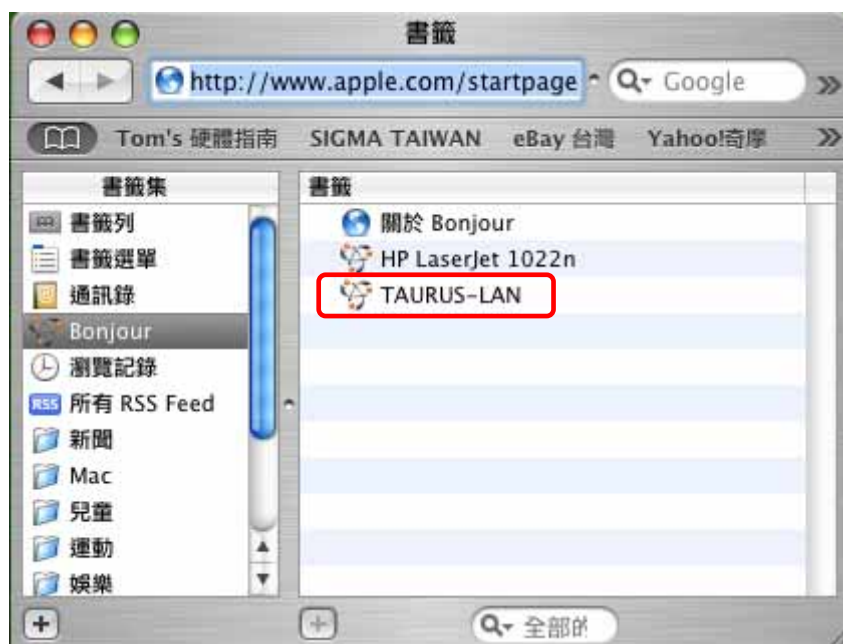 書籤
http://www.apple.com/startpage
Google
Tom's 硬體指南 SIGMA TAIWAN eBay 台灣 Yahoo!奇摩
書籤集
書籤列
書籤選單
通訊錄
Bonjour
瀏覽記錄
RSS 所有 RSS Feed
新聞
Mac
兒童
運動
娛樂
書籤
關於 Bonjour
HP LaserJet 1022n
TAURUS-LAN
全部的